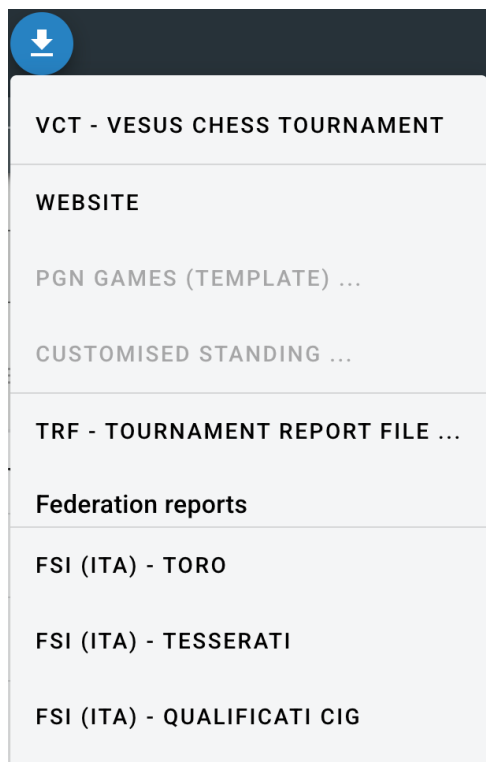 VCT - VESUS CHESS TOURNAMENT
WEBSITE
PGN GAMES (TEMPLATE) ...
CUSTOMISED STANDING ...
TRF - TOURNAMENT REPORT FILE ...
Federation reports
FSI (ITA) - TORO
FSI (ITA) - TESSERATI
FSI (ITA) - QUALIFICATI CIG